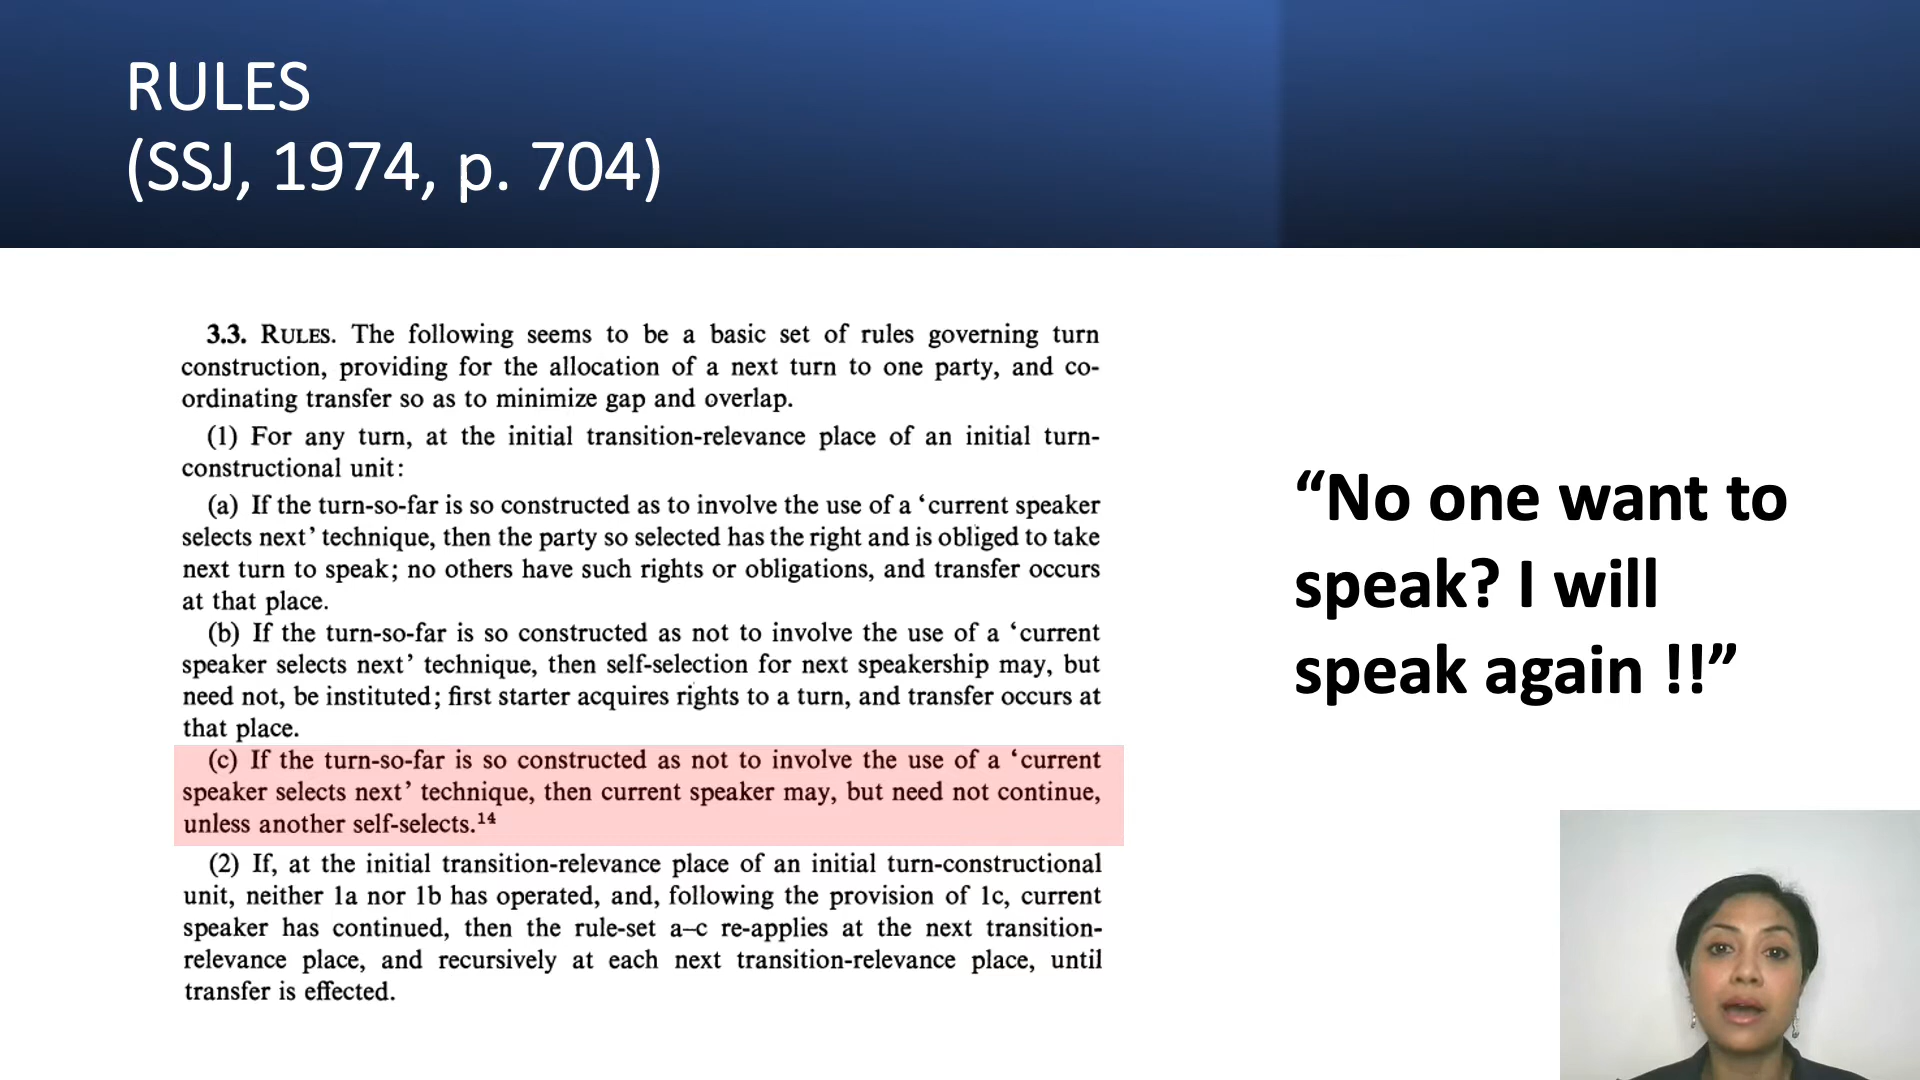 RULES
(SSJ, 1974, p. 704)
3.3. RULES. The following seems to be a basic set of rules governing turn
construction, providing for the allocation of a next turn to one party, and co-
ordinating transfer so as to minimize gap and overlap.
(1) For any turn, at the initial transition-relevance place of an initial turn-
constructional unit:
(a) If the turn-so-far is so constructed as to involve the use of a ‘current speaker
selects next’ technique, then the party so selected has the right and is obliged to take
next turn to speak; no others have such rights or obligations, and transfer occurs
at that place.
(b) If the turn-so-far is so constructed as not to involve the use of a ‘current
speaker selects next’ technique, then self-selection for next speakership may, but
need not, be instituted; first starter acquires rights to a turn, and transfer occurs at
that place.
(c) If the turn-so-far is so constructed as not to involve the use of a ‘current
speaker selects next’ technique, then current speaker may, but need not continue,
unless another self-selects.¹⁴
(2) If, at the initial transition-relevance place of an initial turn-constructional
unit, neither 1a nor 1b has operated, and, following the provision of 1c, current
speaker has continued, then the rule-set a–c re-applies at the next transition-
relevance place, and recursively at each next transition-relevance place, until
transfer is effected.
“No one want to
speak? I will
speak again !!”